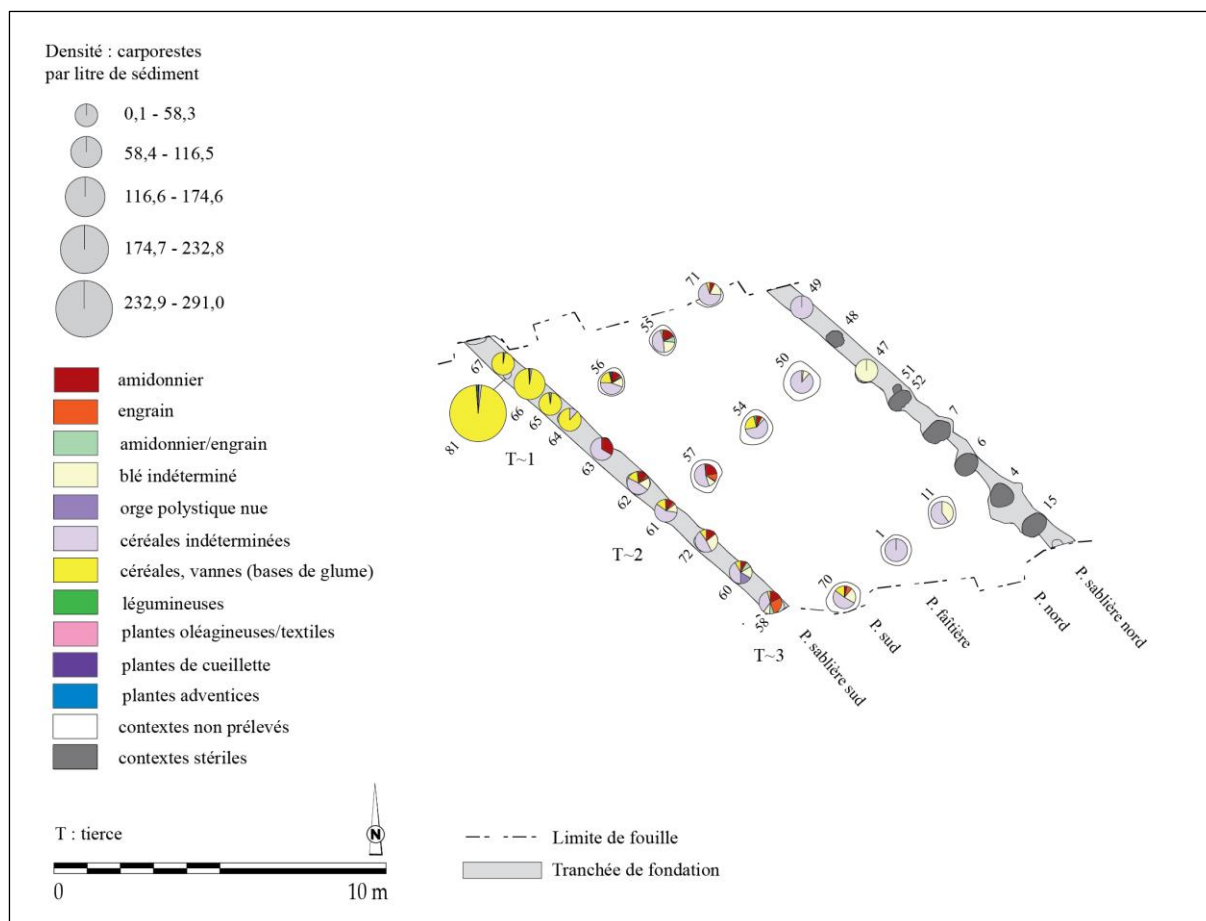 Densité : carporestes
par litre de sédiment
0,1 - 58,3
58,4 - 116,5
116,6 - 174,6
174,7 - 232,8
232,9 - 291,0
amidonnier
engrain
amidonnier/engrain
blé indéterminé
orge polystique nue
céréales indéterminées
céréales, vannes (bases de glume)
légumineuses
plantes oléagineuses/textiles
plantes de cueillette
plantes adventices
contextes non prélevés
contextes stériles
T : tierce
N
0
10 m
Limite de fouille
Tranchée de fondation
71
55
56
50
54
57
49
48
47
51
52
7
6
4
15
11
1
70
67
81
66
65
64
63
62
61
72
60
58
T~1
T~2
T~3
P. sablière sud
P. sud
P. faîtière
P. nord
P. sablière nord